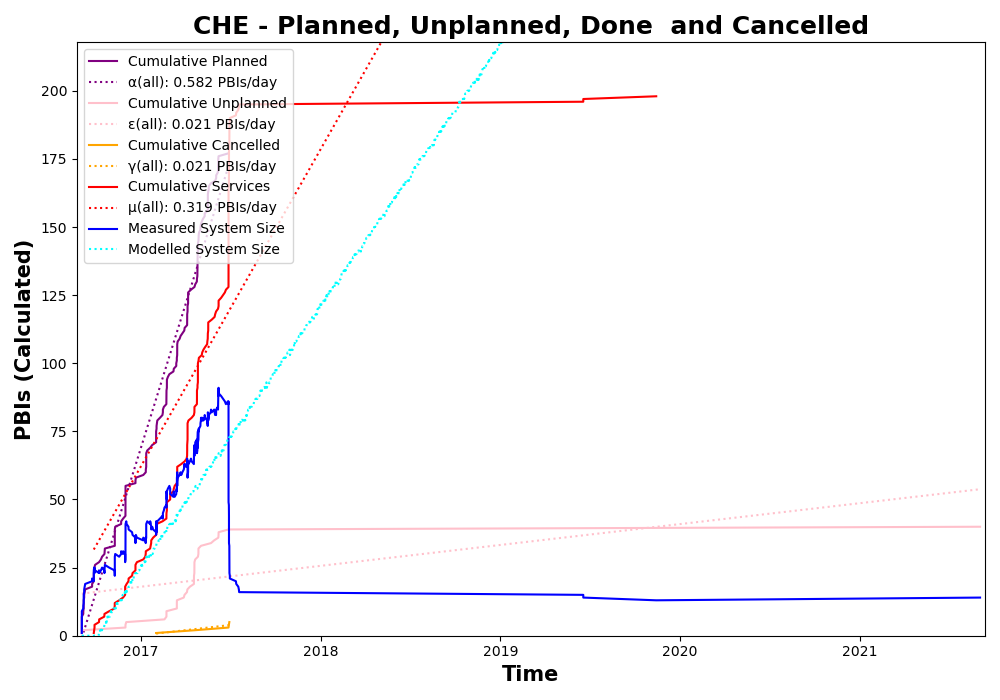 CHE - Planned, Unplanned, Done  and Cancelled
Cumulative Planned
α(all): 0.582 PBIs/day
Cumulative Unplanned
ε(all): 0.021 PBIs/day
Cumulative Cancelled
γ(all): 0.021 PBIs/day
Cumulative Services
μ(all): 0.319 PBIs/day
Measured System Size
Modelled System Size
PBIs (Calculated)
200
175
150
125
100
75
50
25
0
2017 2018 2019 2020 2021
Time